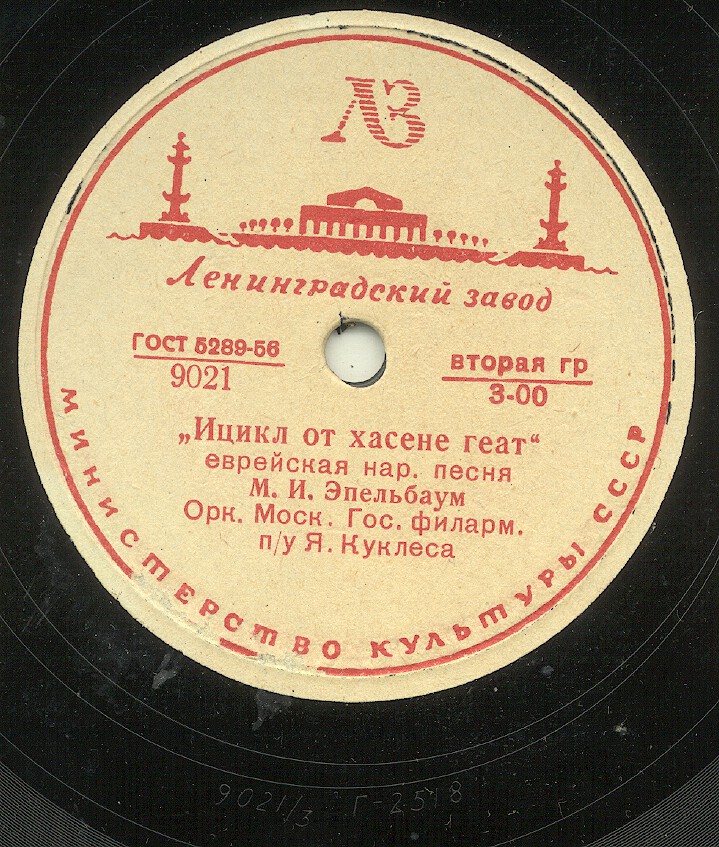 ЛЗ
Ленинградский завод
ГОСТ 5289-56
9021
вторая гр
3-00
„Ицикл от хасене геат“
еврейская нар. песня
М. И. Эпельбаум
Орк. Моск. Гос. филарм.
п/у Я. Куклеса
МИНИСТЕРСТВО КУЛЬТУРЫ СССР
9021/3 Г-2518